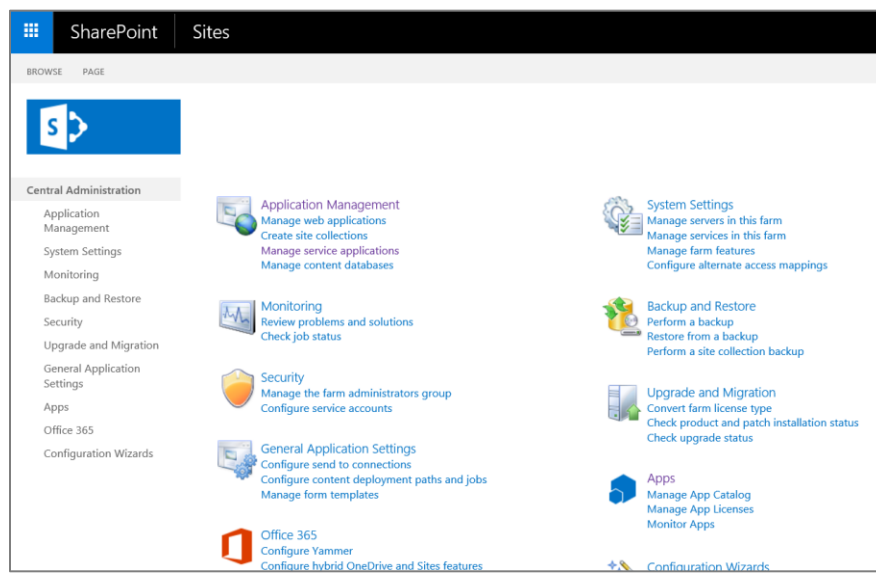 SharePoint Sites
BROWSE PAGE
S
Central Administration
Application
Management
System Settings
Monitoring
Backup and Restore
Security
Upgrade and Migration
General Application
Settings
Apps
Office 365
Configuration Wizards
Application Management
Manage web applications
Create site collections
Manage service applications
Manage content databases
Monitoring
Review problems and solutions
Check job status
Security
Manage the farm administrators group
Configure service accounts
General Application Settings
Configure send to connections
Configure content deployment paths and jobs
Manage form templates
Office 365
Configure Yammer
Configure hybrid OneDrive and Sites features
System Settings
Manage servers in this farm
Manage services in this farm
Manage farm features
Configure alternate access mappings
Backup and Restore
Perform a backup
Restore from a backup
Perform a site collection backup
Upgrade and Migration
Convert farm license type
Check product and patch installation status
Check upgrade status
Apps
Manage App Catalog
Manage App Licenses
Monitor Apps
Configuration Wizards